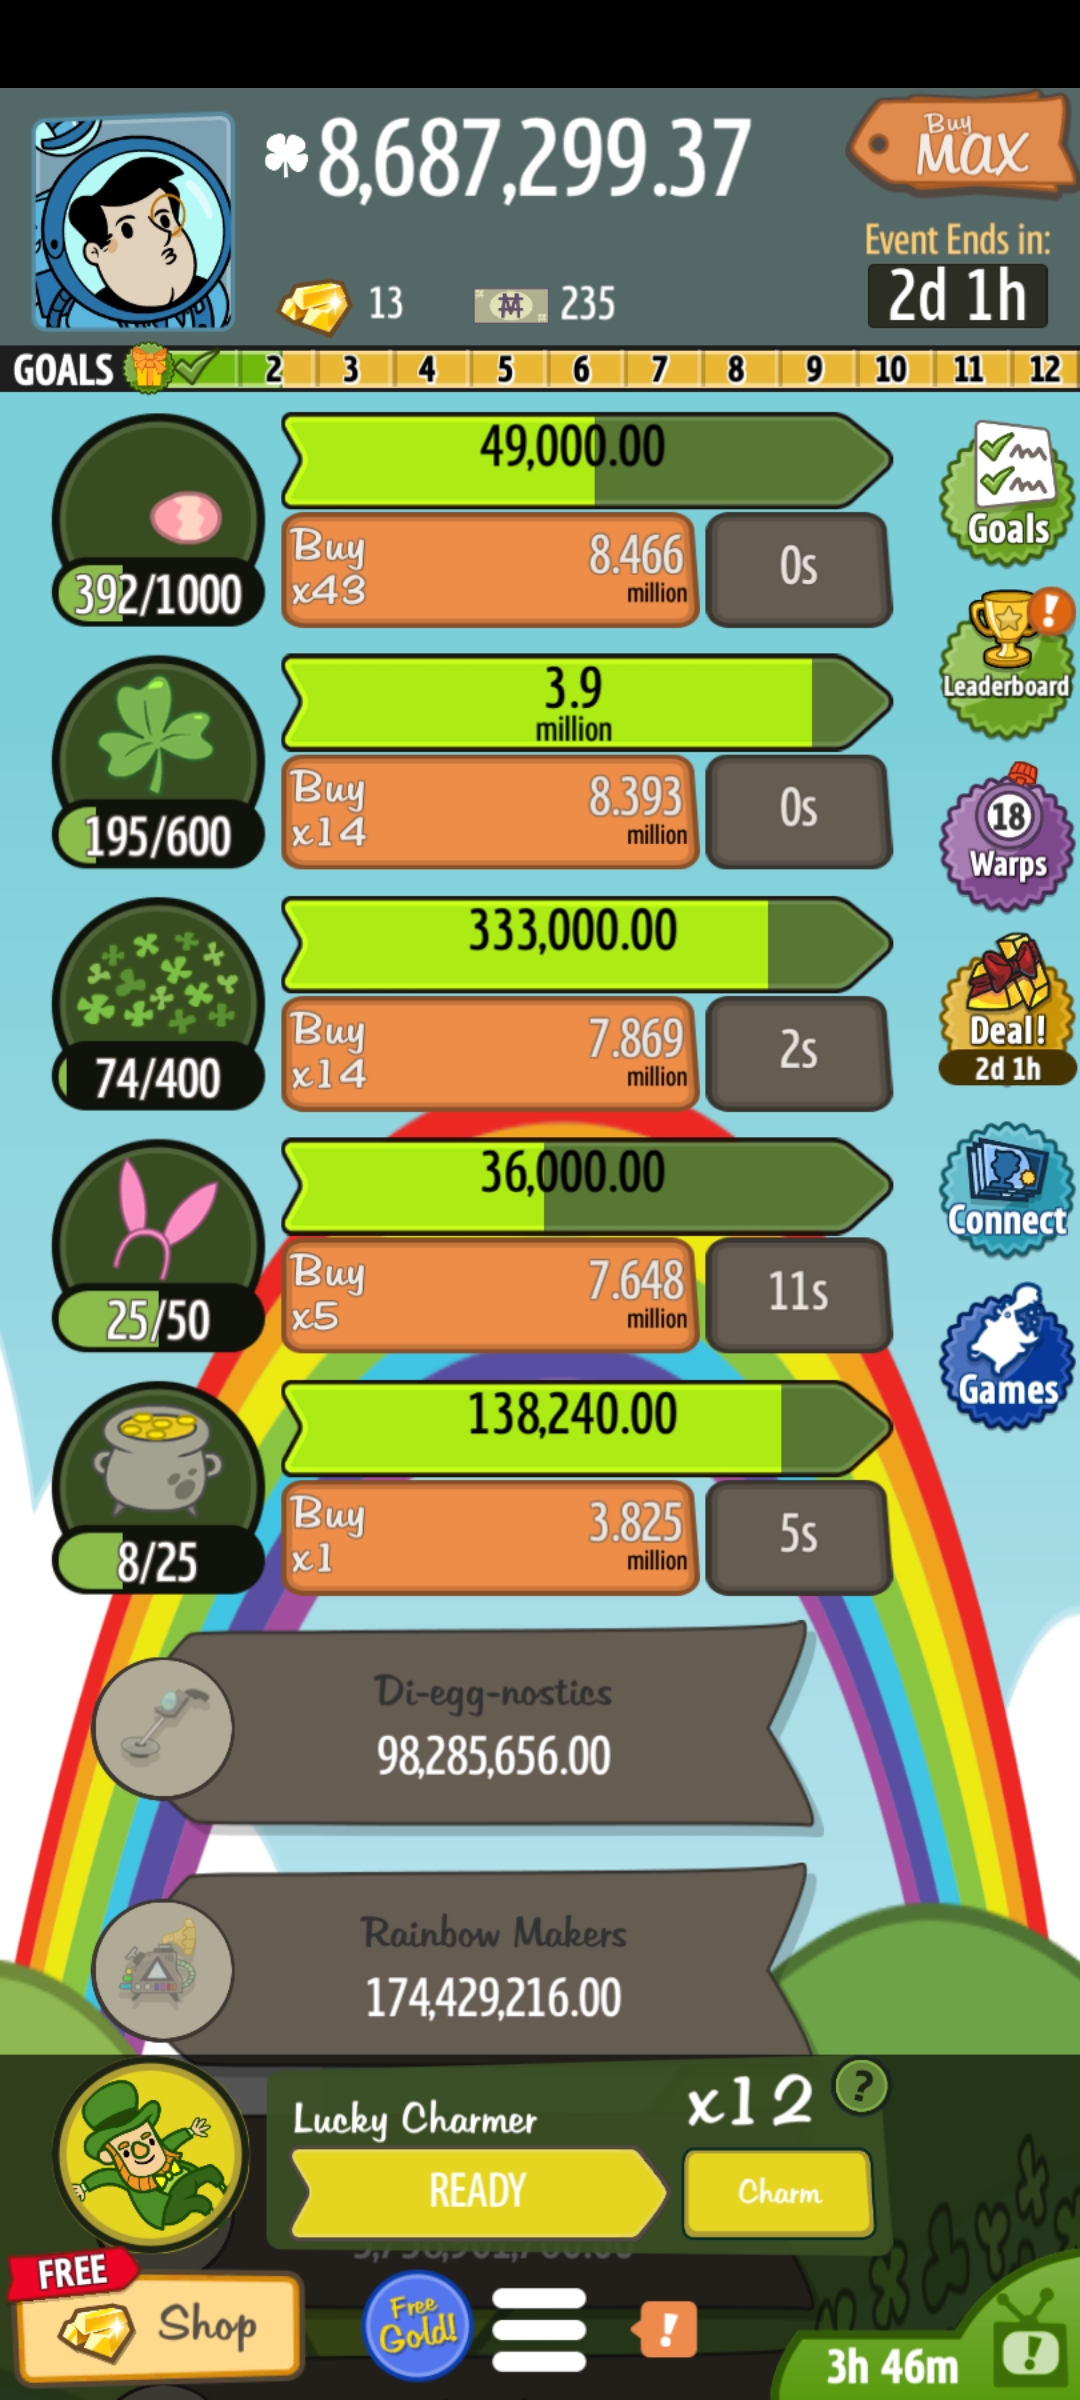 8,687,299.37
Buy
MAX
Event Ends in:
2d 1h
13
235
GOALS 2 3 4 5 6 7 8 9 10 11 12
49,000.00
Buy x43
8.466 million
0s
392/1000
Goals
3.9 million
Buy x14
8.393 million
0s
195/600
Leaderboard
333,000.00
Buy x14
7.869 million
2s
74/400
18
Warps
Deal!
2d 1h
36,000.00
Buy x5
7.648 million
11s
25/50
Connect
138,240.00
Buy x1
3.825 million
5s
8/25
Games
Di-egg-nostics
98,285,656.00
Rainbow Makers
174,429,216.00
Lucky Charmer
x12
?
READY
Charm
FREE
Shop
Free Gold!
!
3h 46m
!